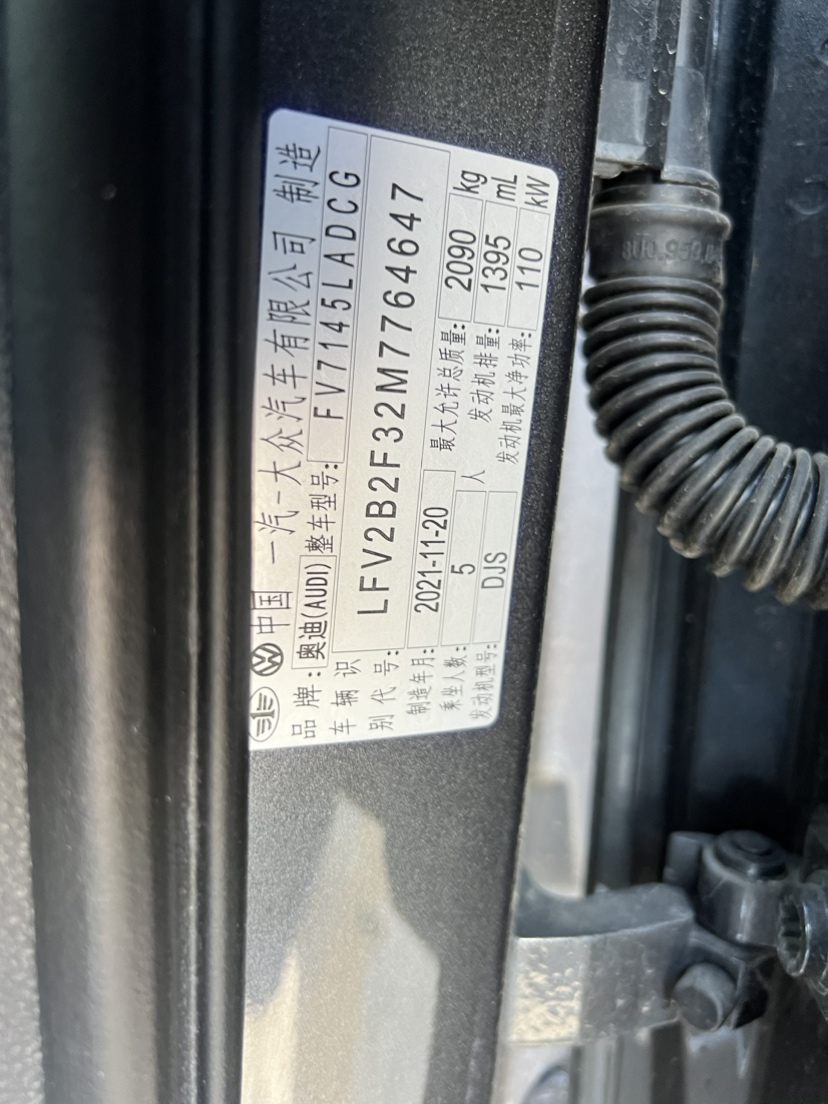 中国 一汽-大众汽车有限公司 制造
品牌: 奥迪(AUDI) 整车型号: FV7145LADCG
车辆识别代号: LFV2B2F32M7764647
制造年月: 2021-11-20 最大允许总质量: 2090 kg
乘坐人数: 5 人 发动机排量: 1395 mL
发动机型号: DJS 发动机最大净功率: 110 kW